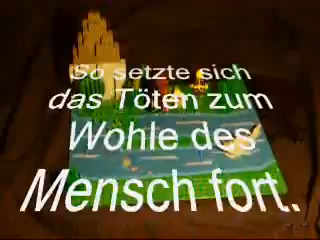 So setzte sich
das Töten zum
Wohle des
Mensch fort.